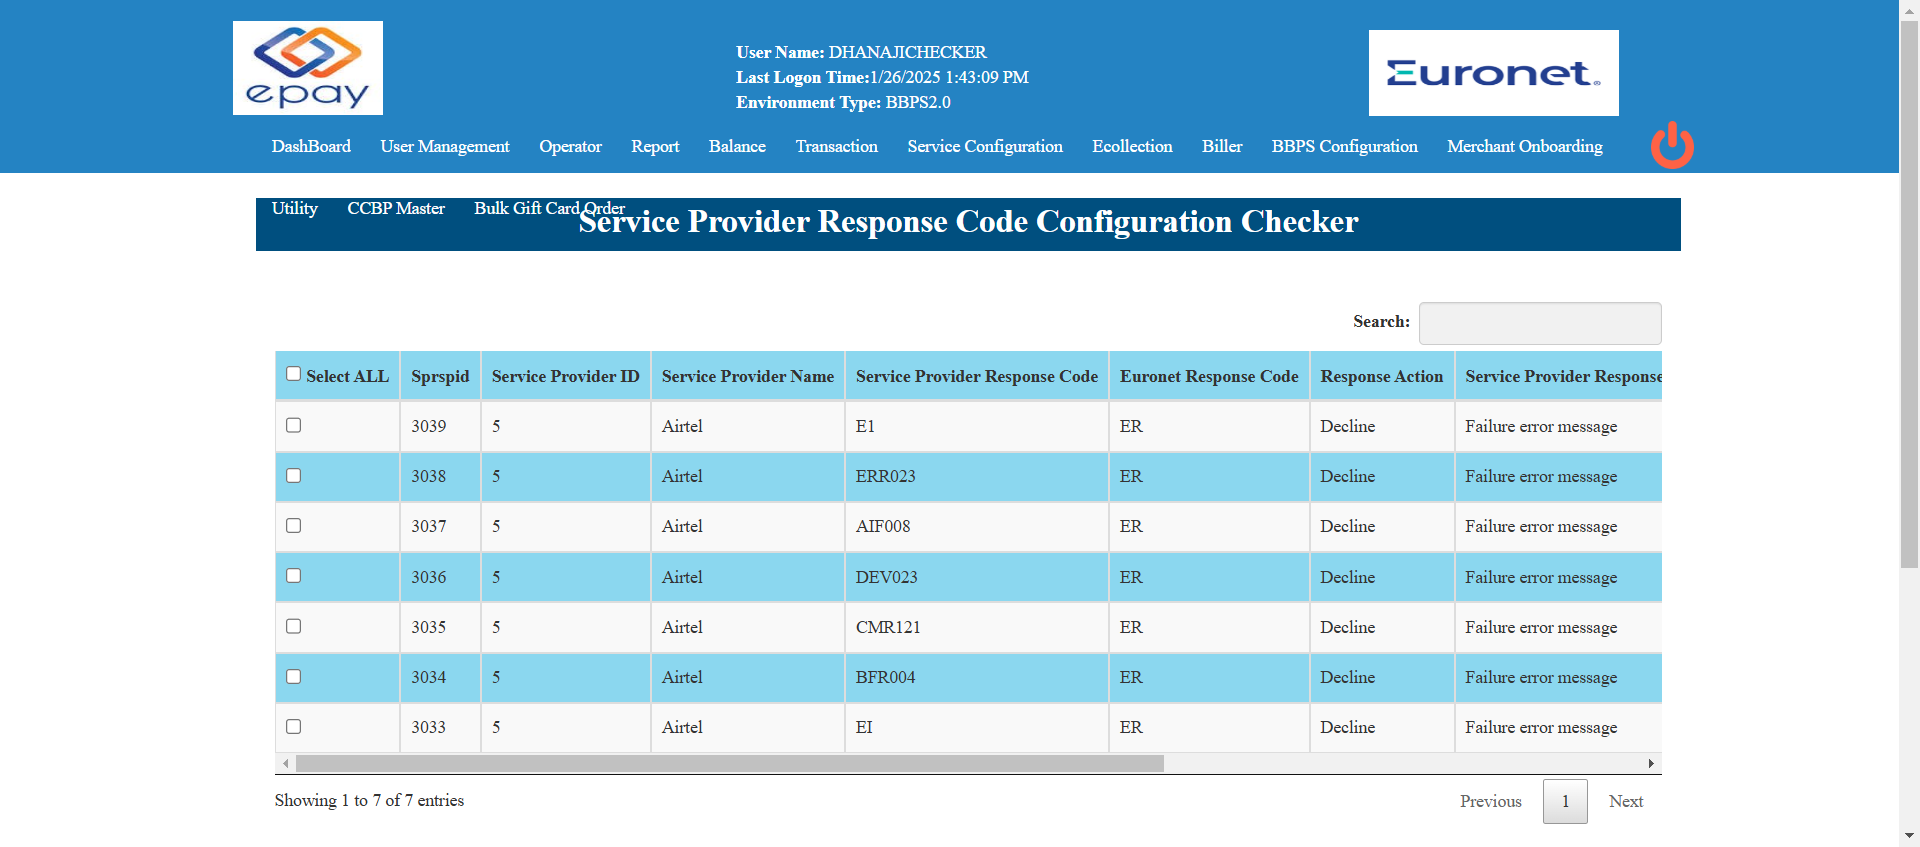 epay
User Name: DHANAJICHECKER
Last Logon Time:1/26/2025 1:43:09 PM
Environment Type: BBPS2.0
Euronet
DashBoard User Management Operator Report Balance Transaction Service Configuration Ecollection Biller BBPS Configuration Merchant Onboarding
Utility CCBP Master Bulk Gift Card Order
Service Provider Response Code Configuration Checker
Search:
Select ALL Sprspid Service Provider ID Service Provider Name Service Provider Response Code Euronet Response Code Response Action Service Provider Response
3039 5 Airtel E1 ER Decline Failure error message
3038 5 Airtel ERR023 ER Decline Failure error message
3037 5 Airtel AIF008 ER Decline Failure error message
3036 5 Airtel DEV023 ER Decline Failure error message
3035 5 Airtel CMR121 ER Decline Failure error message
3034 5 Airtel BFR004 ER Decline Failure error message
3033 5 Airtel EI ER Decline Failure error message
Showing 1 to 7 of 7 entries
Previous 1 Next